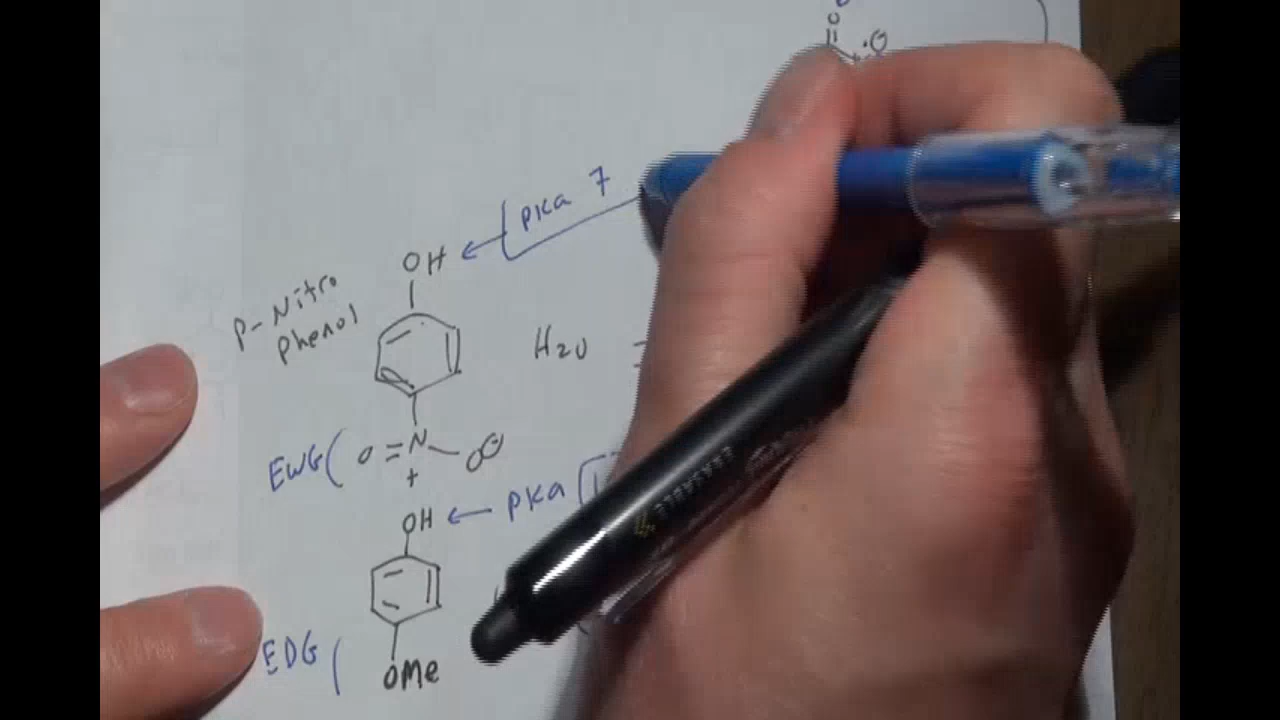 O
pKa 7
OH
P-Nitro
phenol
H2O
EWG( O = N - O⊖
+
OH ← pKa
EDG (
OMe